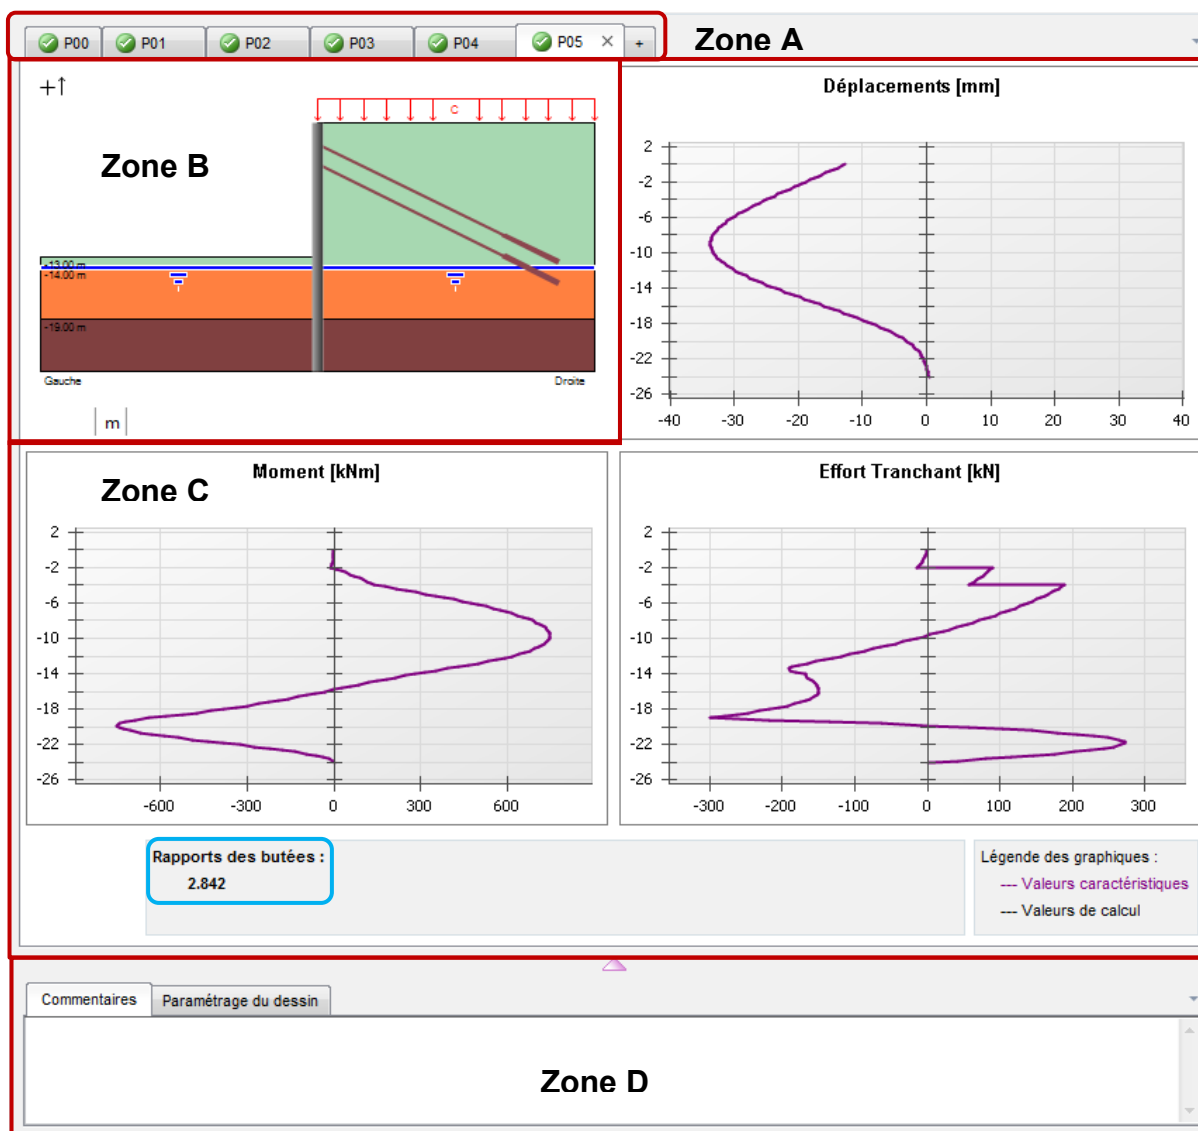 P00 P01 P02 P03 P04 P05 × + Zone A
+↑
Zone B
C
-13.00 m
-14.00 m
-19.00 m
Gauche Droite
m
Déplacements [mm]
2
-2
-6
-10
-14
-18
-22
-26
-40 -30 -20 -10 0 10 20 30 40
Moment [kNm]
Zone C
2
-2
-6
-10
-14
-18
-22
-26
-600 -300 0 300 600
Effort Tranchant [kN]
2
-2
-6
-10
-14
-18
-22
-26
-300 -200 -100 0 100 200 300
Rapports des butées :
2.842
Légende des graphiques :
--- Valeurs caractéristiques
--- Valeurs de calcul
Commentaires Paramétrage du dessin
Zone D